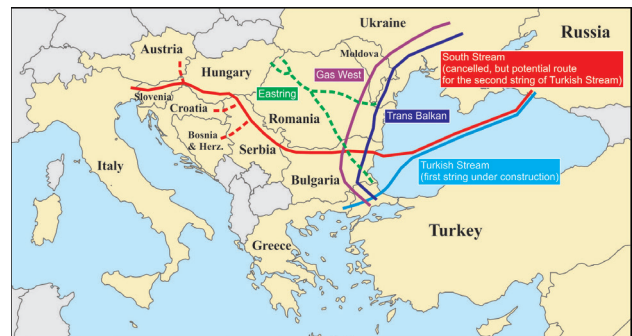 Ukraine
Russia
Austria
Moldova
South Stream
(cancelled, but potential route
for the second string of Turkish Stream)
Hungary
Gas West
Slovenia
Eastring
Croatia
Romania
Trans Balkan
Bosnia
& Herz.
Serbia
Italy
Turkish Stream
(first string under construction)
Bulgaria
Turkey
Greece